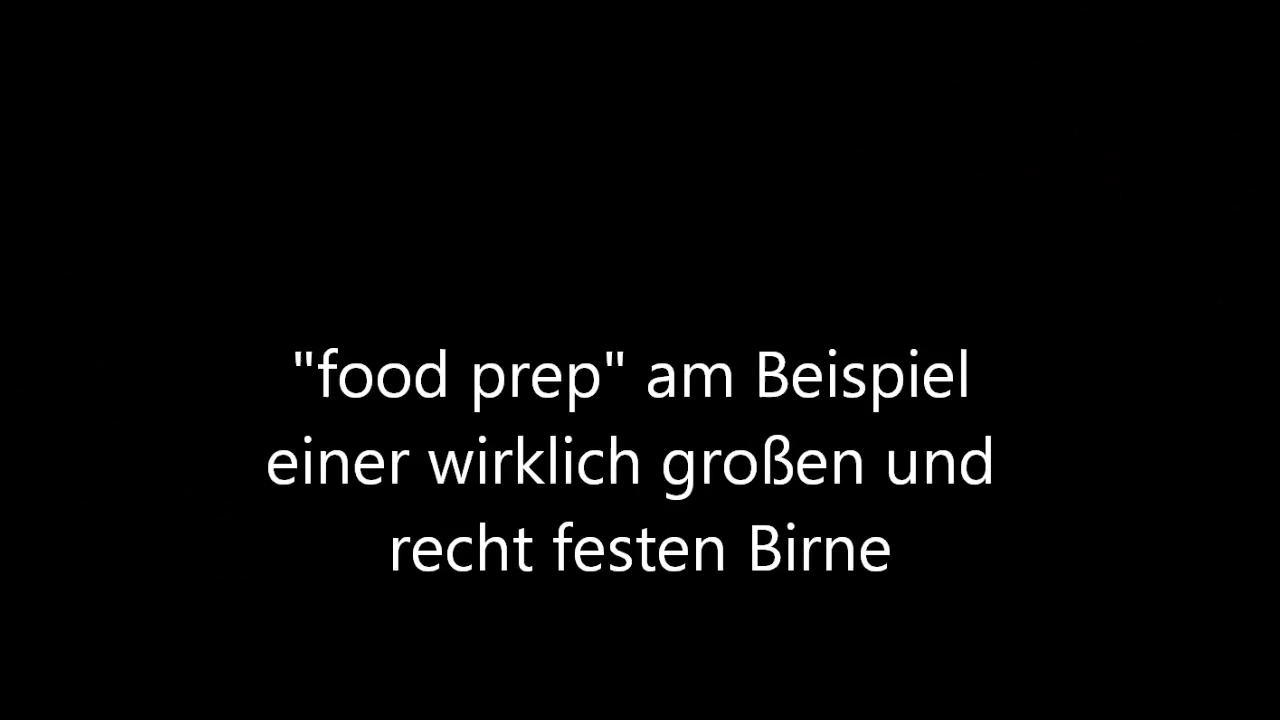 "food prep" am Beispiel
einer wirklich großen und
recht festen Birne